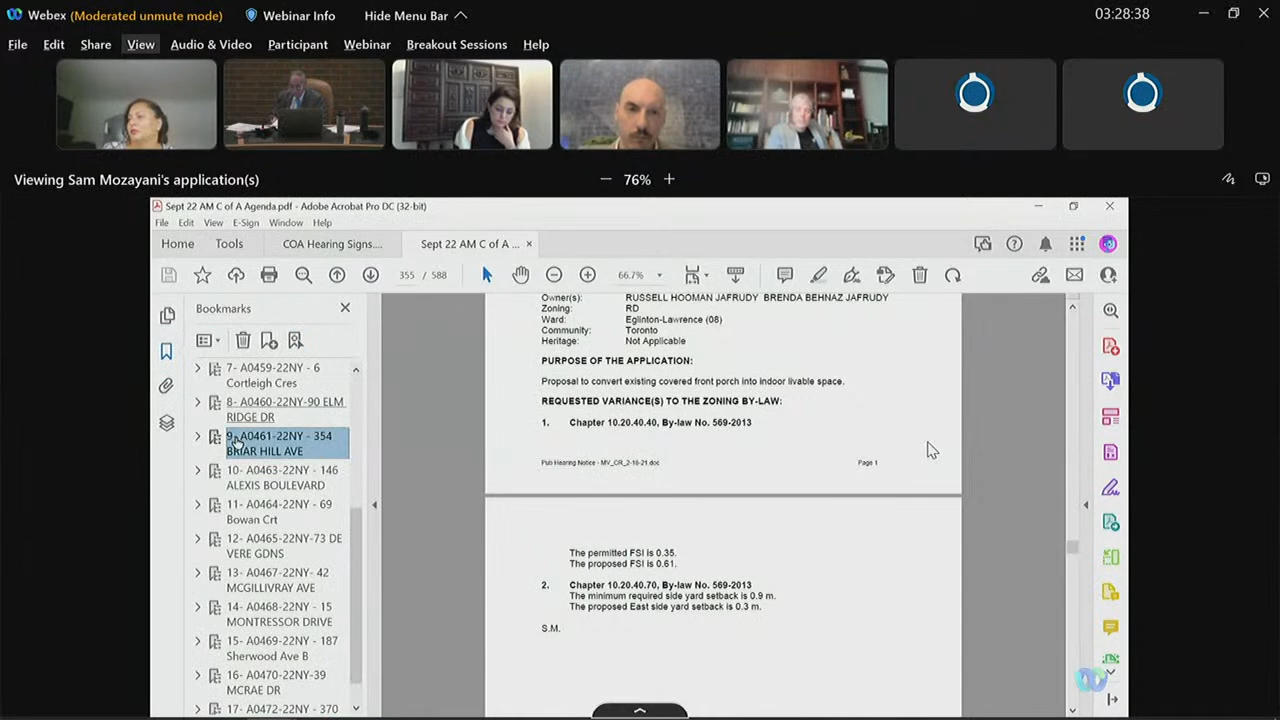 Webex (Moderated unmute mode) Webinar Info Hide Menu Bar 03:28:38
File Edit Share View Audio & Video Participant Webinar Breakout Sessions Help
Viewing Sam Mozayani's application(s) 76%
Sept 22 AM C of A Agenda.pdf - Adobe Acrobat Pro DC (32-bit)
File Edit View E-Sign Window Help
Home Tools COA Hearing Signs.... Sept 22 AM C of A ... ×
355 / 588 66.7%
Bookmarks
7- A0459-22NY - 6
Cortleigh Cres
8- A0460-22NY-90 ELM
RIDGE DR
9- A0461-22NY - 354
BRIAR HILL AVE
10- A0463-22NY - 146
ALEXIS BOULEVARD
11- A0464-22NY - 69
Bowan Crt
12- A0465-22NY-73 DE
VERE GDNS
13- A0467-22NY- 42
MCGILLIVRAY AVE
14- A0468-22NY - 15
MONTRESSOR DRIVE
15- A0469-22NY - 187
Sherwood Ave B
16- A0470-22NY-39
MCRAE DR
17- A0472-22NY - 370
Owner(s): RUSSELL HOOMAN JAFRUDY BRENDA BEHNAZ JAFRUDY
Zoning: RD
Ward: Eglinton-Lawrence (08)
Community: Toronto
Heritage: Not Applicable
PURPOSE OF THE APPLICATION:
Proposal to convert existing covered front porch into indoor livable space.
REQUESTED VARIANCE(S) TO THE ZONING BY-LAW:
1. Chapter 10.20.40.40, By-law No. 569-2013
Pub Hearing Notice - MV_CR_2-16-21.doc Page 1
The permitted FSI is 0.35.
The proposed FSI is 0.61.
2. Chapter 10.20.40.70, By-law No. 569-2013
The minimum required side yard setback is 0.9 m.
The proposed East side yard setback is 0.3 m.
S.M.